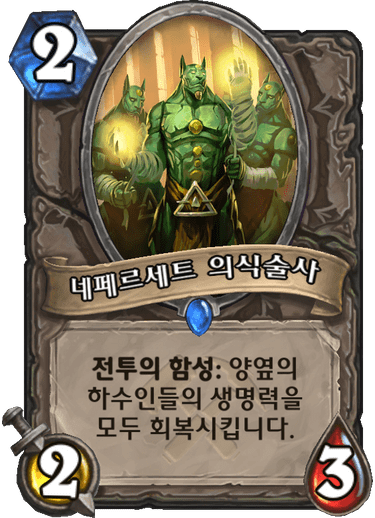 2
네페르세트 의식술사
전투의 함성: 양옆의
하수인들의 생명력을
모두 회복시킵니다.
2
3